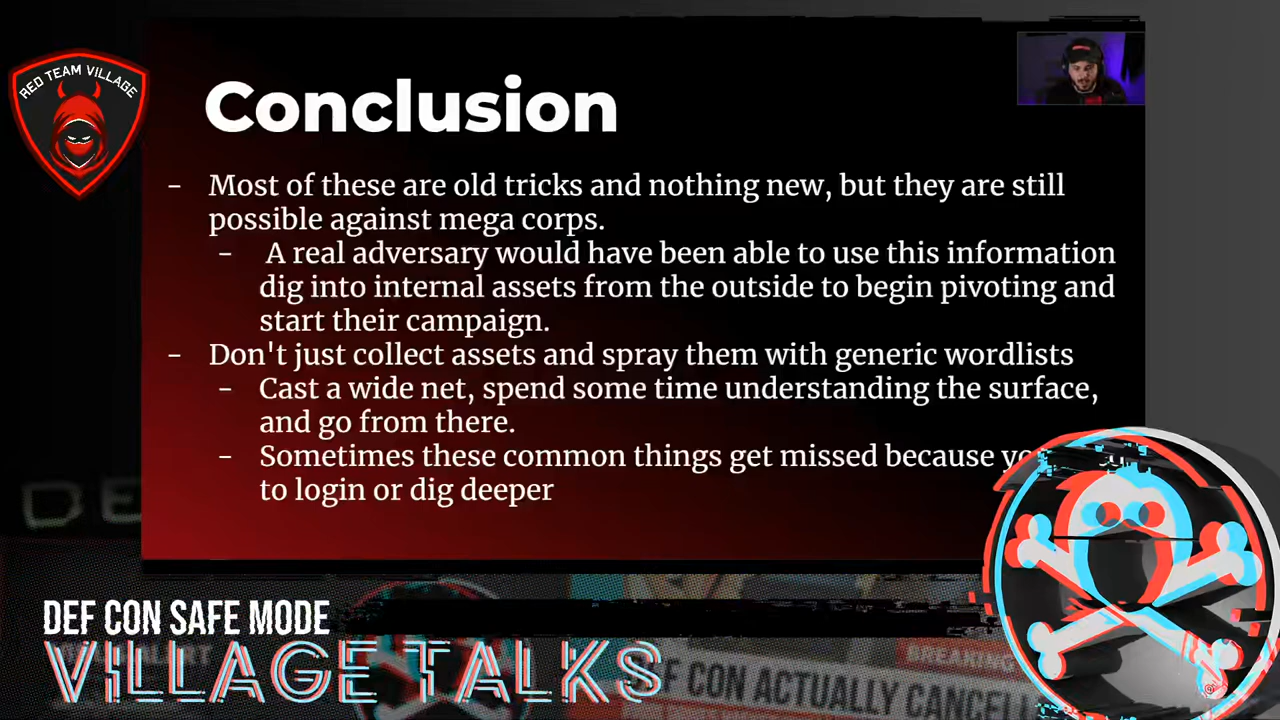 RED TEAM VILLAGE
Conclusion
- Most of these are old tricks and nothing new, but they are still
possible against mega corps.
- A real adversary would have been able to use this information
dig into internal assets from the outside to begin pivoting and
start their campaign.
- Don't just collect assets and spray them with generic wordlists
- Cast a wide net, spend some time understanding the surface,
and go from there.
- Sometimes these common things get missed because
to login or dig deeper
DEF CON SAFE MODE
VILLAGE TALKS
BREAKING
DEF CON ACTUALLY